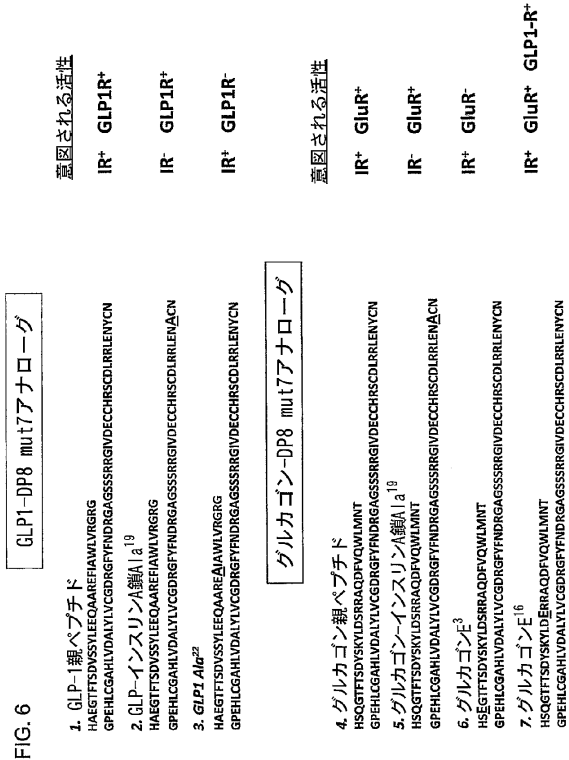 FIG. 6
GLP1-DP8 mut7アナローグ
意図される活性
1. GLP-1親ペプチド
HAEGTFTSDVSSYLEEQAAREFIAWLVRGRG
GPEHLCGAHLVDALYLVCGDRGFYFNDRGAGSSSRRGIVDECCHRSCDLRRLENYCN
IR+ GLP1R+
2. GLP-インスリンA鎖Ala19
HAEGTFTSDVSSYLEEQAAREFIAWLVRGRG
GPEHLCGAHLVDALYLVCGDRGFYFNDRGAGSSSRRGIVDECCHRSCDLRRLENACN
IR- GLP1R+
3. GLP1 Ala22
HAEGTFTSDVSSYLEEQAAREAIAWLVRGRG
GPEHLCGAHLVDALYLVCGDRGFYFNDRGAGSSSRRGIVDECCHRSCDLRRLENYCN
IR+ GLP1R-
グルカゴン-DP8 mut7アナローグ
意図される活性
4. グルカゴン親ペプチド
HSQGTFTSDYSKYLDSRRAQDFVQWLMNT
GPEHLCGAHLVDALYLVCGDRGFYFNDRGAGSSSRRGIVDECCHRSCDLRRLENYCN
IR+ GluR+
5. グルカゴン-インスリンA鎖Ala19
HSQGTFTSDYSKYLDSRRAQDFVQWLMNT
GPEHLCGAHLVDALYLVCGDRGFYFNDRGAGSSSRRGIVDECCHRSCDLRRLENACN
IR- GluR+
6. グルカゴンE3
HSEGTFTSDYSKYLDSRRAQDFVQWLMNT
GPEHLCGAHLVDALYLVCGDRGFYFNDRGAGSSSRRGIVDECCHRSCDLRRLENYCN
IR+ GluR-
7. グルカゴンE16
HSQGTFTSDYSKYLDERRAQDFVQWLMNT
GPEHLCGAHLVDALYLVCGDRGFYFNDRGAGSSSRRGIVDECCHRSCDLRRLENYCN
IR+ GluR+ GLP1-R+